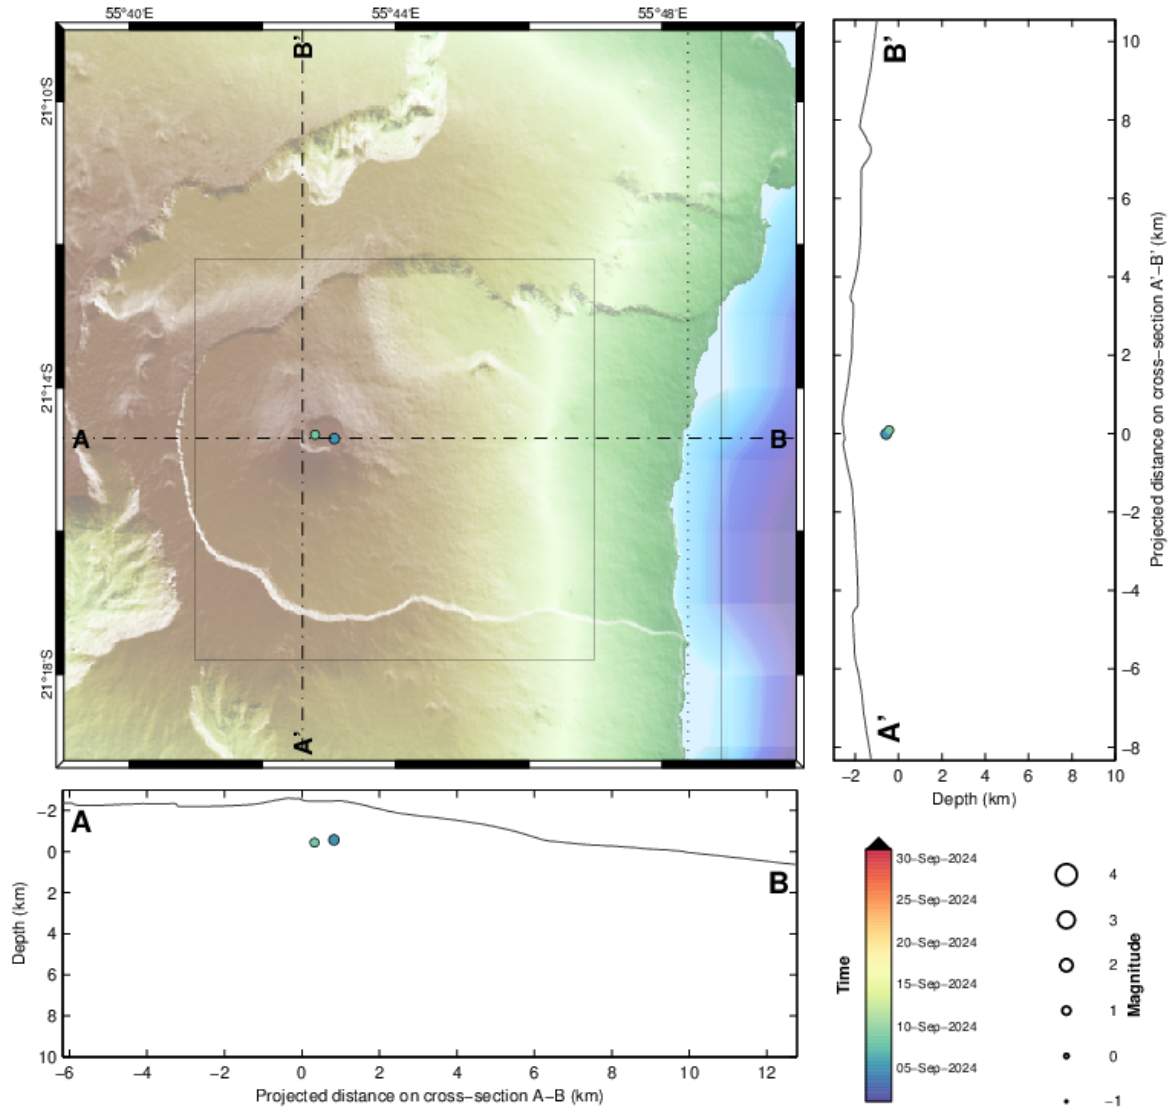 55°40'E 55°44'E 55°48'E
21°10'S
21°14'S
21°18'S
B'
A B
A'
B'
A'
10
8
6
4
2
0
−2
−4
−6
−8
Projected distance on cross−section A'−B' (km)
−2 0 2 4 6 8 10
Depth (km)
A
B
−2
0
2
4
6
8
10
Depth (km)
−6 −4 −2 0 2 4 6 8 10 12
Projected distance on cross−section A−B (km)
Time
30−Sep−2024
25−Sep−2024
20−Sep−2024
15−Sep−2024
10−Sep−2024
05−Sep−2024
4
3
2
1
0
−1
Magnitude